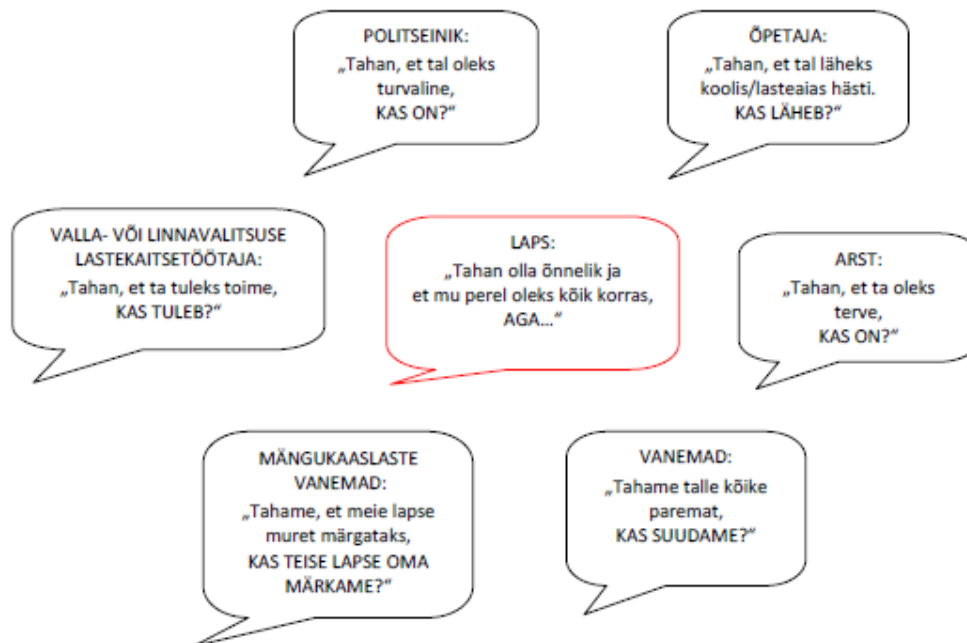 POLITSEINIK:
„Tahan, et tal oleks
turvaline,
KAS ON?“
ÕPETAJA:
„Tahan, et tal läheks
koolis/lasteaias hästi.
KAS LÄHEB?“
VALLA- VÕI LINNAVALITSUSE
LASTEKAITSETÖÖTAJA:
„Tahan, et ta tuleks toime,
KAS TULEB?“
LAPS:
„Tahan olla õnnelik ja
et mu perel oleks kõik korras,
AGA...“
ARST:
„Tahan, et ta oleks
terve,
KAS ON?“
MÄNGUKAASLASTE
VANEMAD:
„Tahame, et meie lapse
muret märgataks,
KAS TEISE LAPSE OMA
MÄRKAME?“
VANEMAD:
„Tahame talle kõike
paremat,
KAS SUUDAME?“